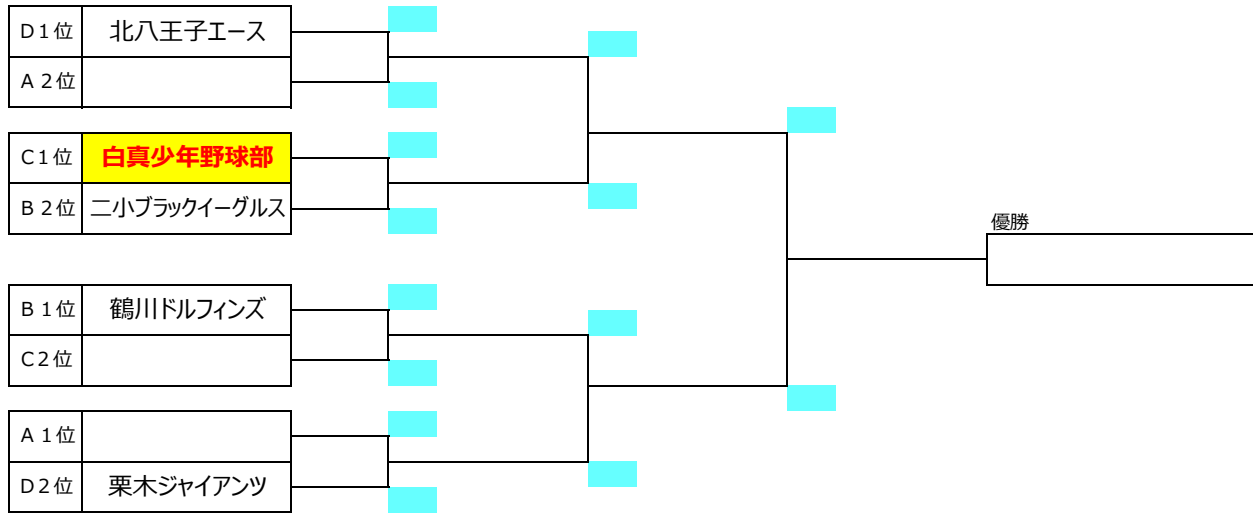 D１位 北八王子エース
A２位
C１位 白真少年野球部
B２位 二小ブラックイーグルス
優勝
B１位 鶴川ドルフィンズ
C２位
A１位
D２位 栗木ジャイアンツ